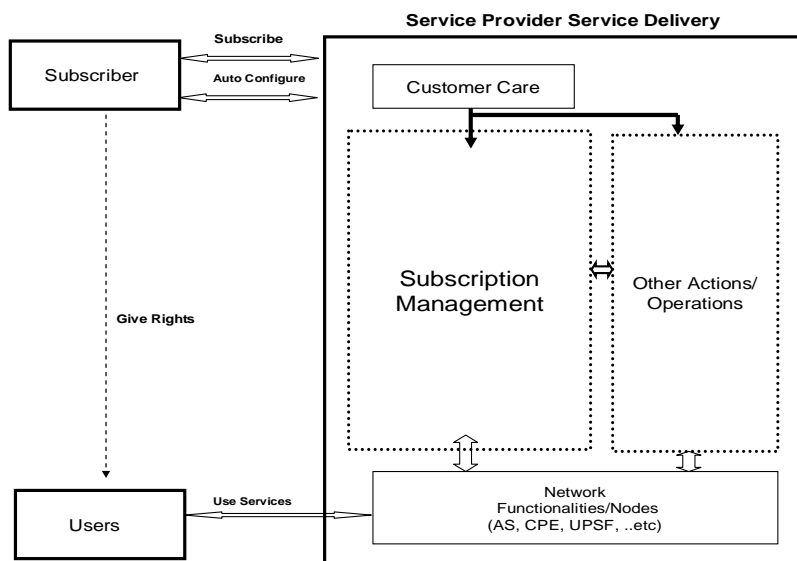 Service Provider Service Delivery
Subscribe
Subscriber
Auto Configure
Customer Care
Subscription
Management
Other Actions/
Operations
Give Rights
Use Services
Users
Network
Functionalities/Nodes
(AS, CPE, UPSF, ..etc)